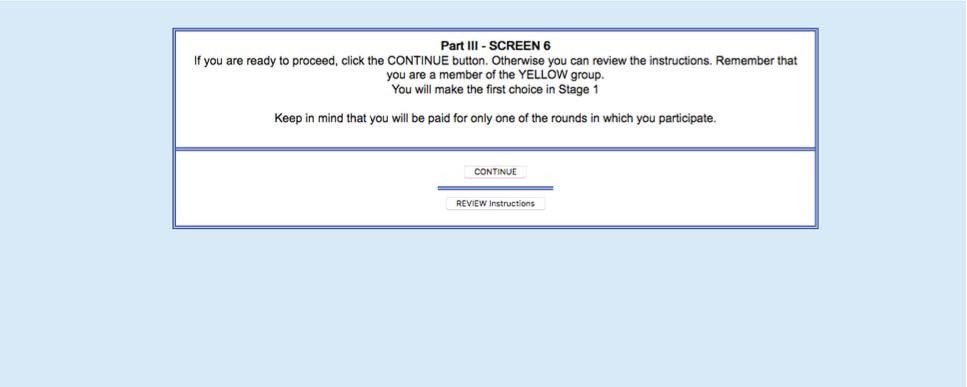 Part III - SCREEN 6
If you are ready to proceed, click the CONTINUE button. Otherwise you can review the instructions. Remember that
you are a member of the YELLOW group.
You will make the first choice in Stage 1
Keep in mind that you will be paid for only one of the rounds in which you participate.
CONTINUE
REVIEW Instructions